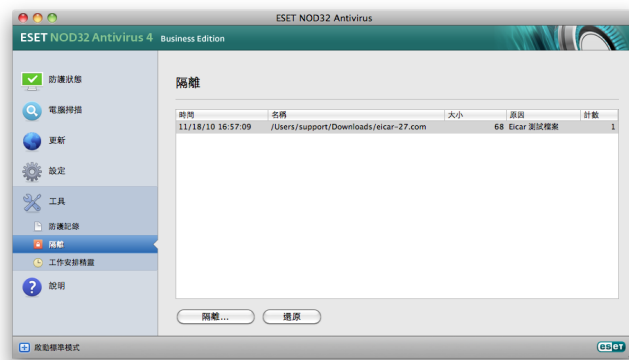 ESET NOD32 Antivirus
ESET NOD32 Antivirus 4 Business Edition
防護狀態
電腦掃描
更新
設定
工具
防護記錄
隔離
工作安排精靈
說明
隔離
時間 名稱 大小 原因 計數
11/18/10 16:57:09 /Users/support/Downloads/eicar-27.com 68 Eicar 測試檔案 1
隔離... 還原
啟動標準模式
eseT